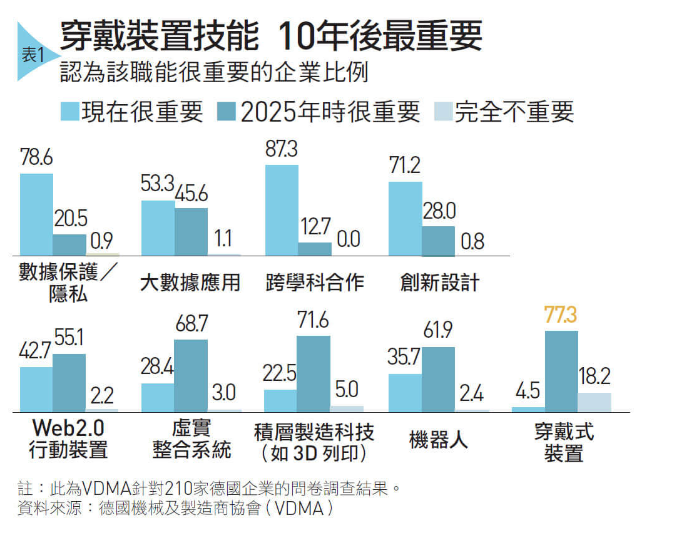 表1
穿戴裝置技能 10年後最重要
認為該職能很重要的企業比例
現在很重要 2025年時很重要 完全不重要
78.6 20.5 0.9 53.3 45.6 1.1 87.3 12.7 0.0 71.2 28.0 0.8
數據保護／隱私 大數據應用 跨學科合作 創新設計
42.7 55.1 2.2 28.4 68.7 3.0 22.5 71.6 5.0 35.7 61.9 2.4 4.5 77.3 18.2
Web2.0 虛實 積層製造科技 機器人 穿戴式
行動裝置 整合系統 （如3D列印） 裝置
註：此為VDMA針對210家德國企業的問卷調查結果。
資料來源：德國機械及製造商協會（VDMA）